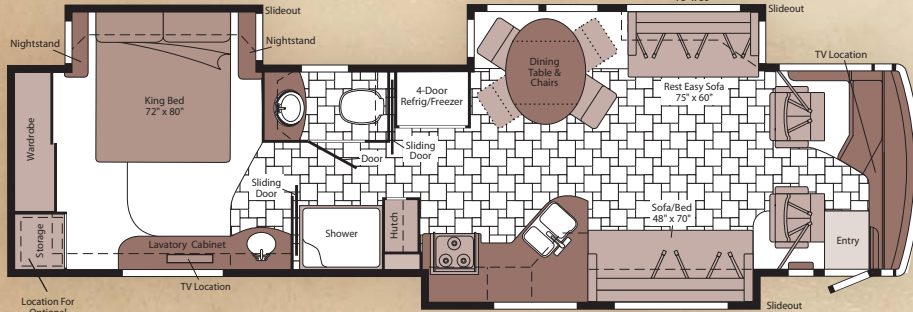 Slideout
Slideout
Nightstand
Nightstand
TV Location
Dining
Table &
Chairs
4-Door
Refrig/Freezer
Rest Easy Sofa
75" x 60"
King Bed
72" x 80"
Wardrobe
Sliding
Door
Door
Sliding
Door
Sofa/Bed
48" x 70"
Storage
Lavatory Cabinet
Shower
Hutch
Entry
TV Location
Location For
Optional
Slideout